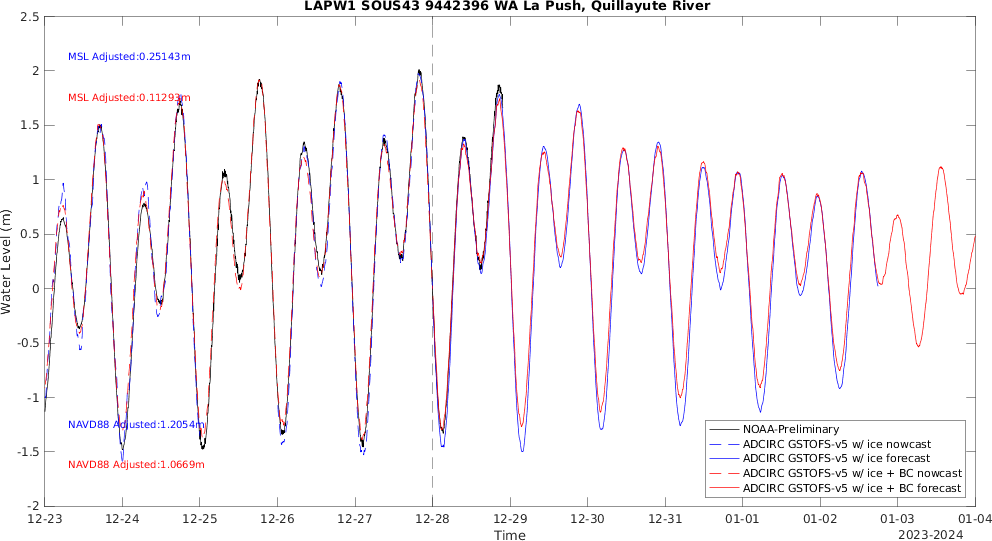 LAPW1 SOUS43 9442396 WA La Push, Quillayute River
2.5
2
1.5
1
0.5
0
-0.5
-1
-1.5
-2
Water Level (m)
MSL Adjusted:0.25143m
MSL Adjusted:0.11293m
NAVD88 Adjusted:1.2054m
NAVD88 Adjusted:1.0669m
NOAA-Preliminary
ADCIRC GSTOFS-v5 w/ ice nowcast
ADCIRC GSTOFS-v5 w/ ice forecast
ADCIRC GSTOFS-v5 w/ ice + BC nowcast
ADCIRC GSTOFS-v5 w/ ice + BC forecast
12-23 12-24 12-25 12-26 12-27 12-28 12-29 12-30 12-31 01-01 01-02 01-03 01-04
Time
2023-2024